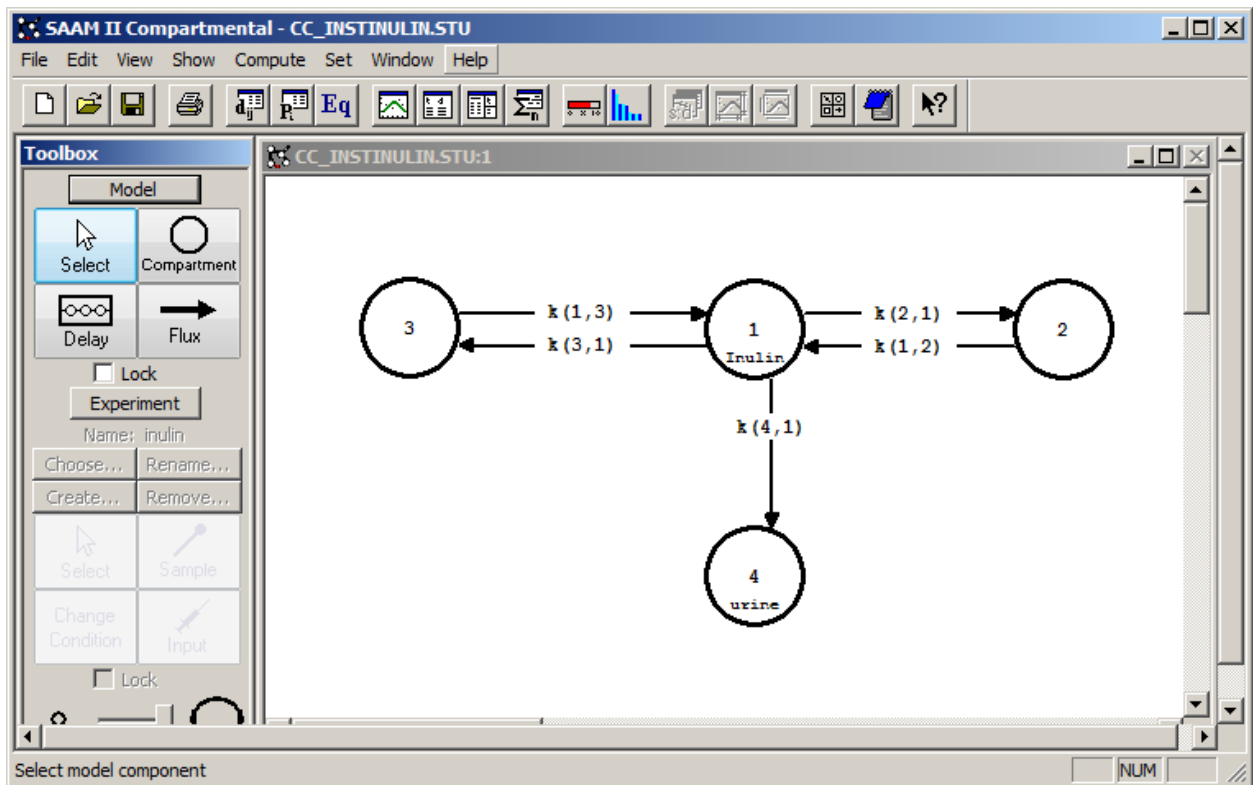 SAAM II Compartmental - CC_INSTINULIN.STU
File Edit View Show Compute Set Window Help
Eq
Toolbox
CC_INSTINULIN.STU:1
Model
Select
Compartment
Delay
Flux
Lock
Experiment
Name: inulin
Choose... Rename...
Create... Remove...
Select
Sample
Change
Condition
Input
Lock
3
k(1,3)
k(3,1)
1
Inulin
k(2,1)
k(1,2)
2
k(4,1)
4
urine
Select model component
NUM